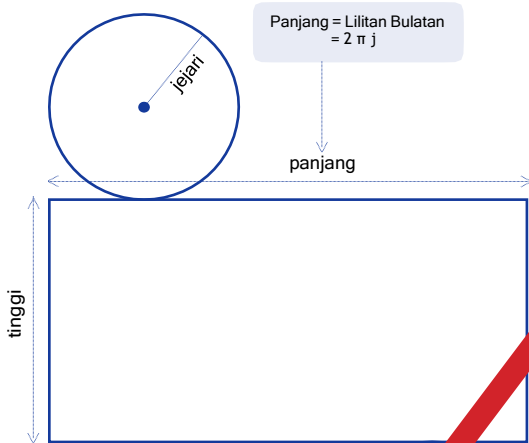 Panjang = Lilitan Bulatan
= 2 π j
jejari
panjang
tinggi